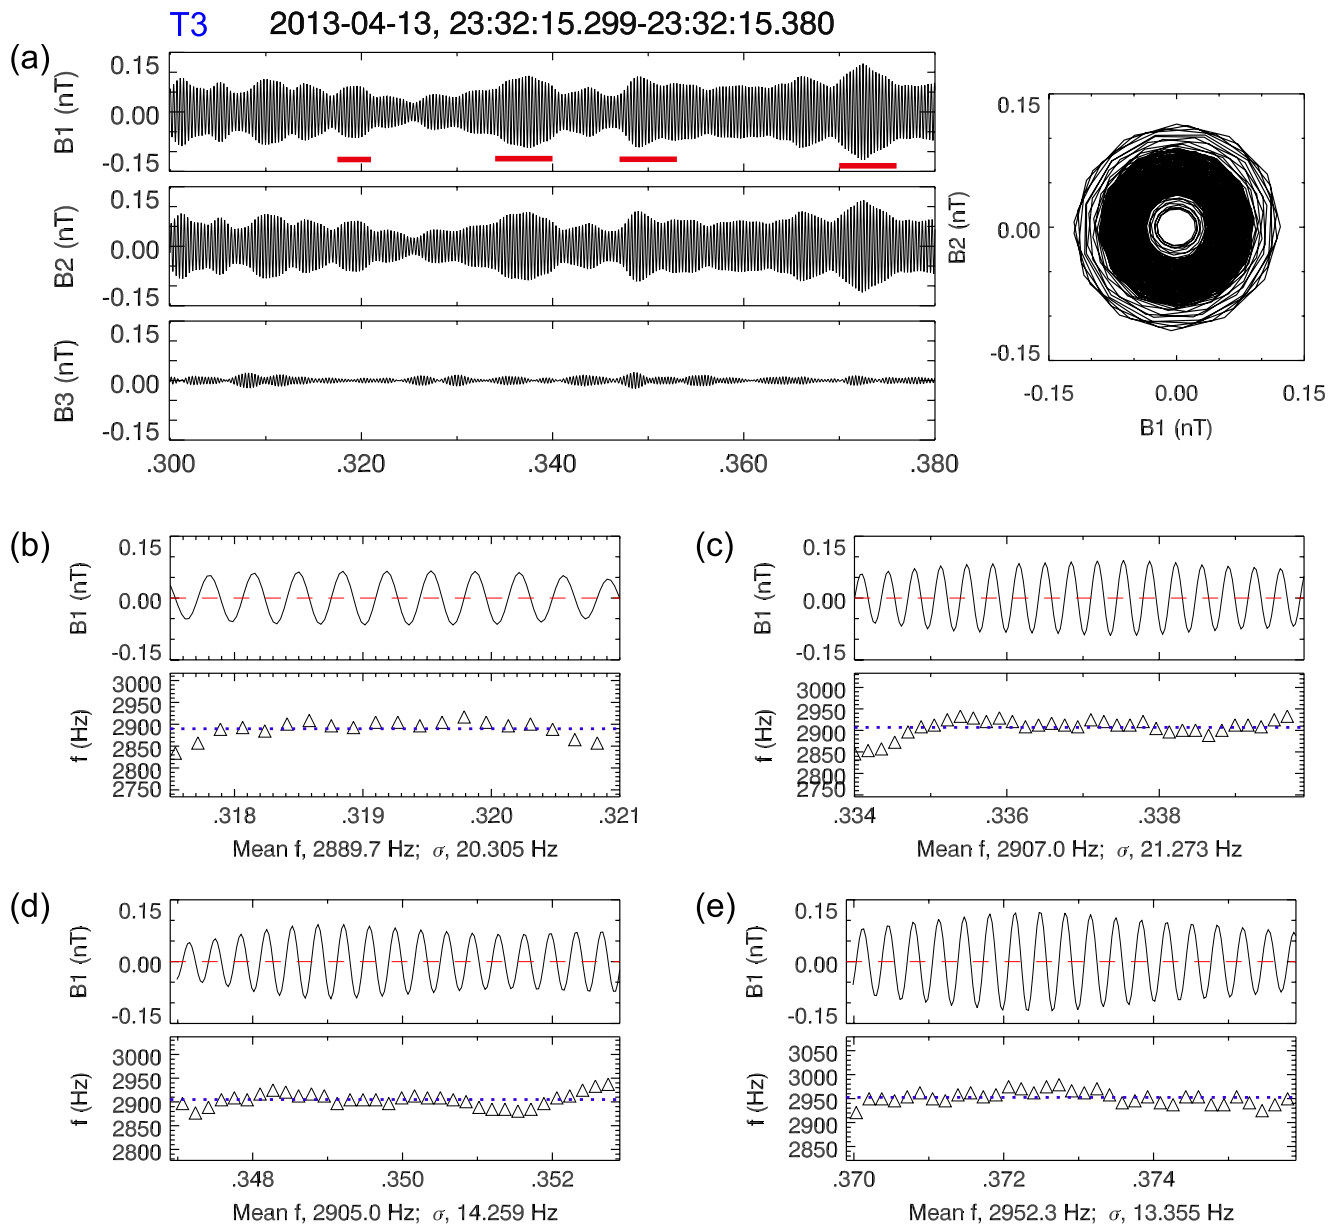 T3 2013-04-13, 23:32:15.299-23:32:15.380
(a)
B1 (nT)
0.15
0.00
-0.15
B2 (nT)
0.15
0.00
-0.15
B3 (nT)
0.15
0.00
-0.15
.300 .320 .340 .360 .380
B2 (nT)
0.15
0.00
-0.15
-0.15 0.00 0.15
B1 (nT)
(b)
B1 (nT)
0.15
0.00
-0.15
f (Hz)
3000
2950
2900
2850
2800
2750
.318 .319 .320 .321
Mean f, 2889.7 Hz; σ, 20.305 Hz
(c)
B1 (nT)
0.15
0.00
-0.15
f (Hz)
3000
2950
2900
2850
2800
2750
.334 .336 .338
Mean f, 2907.0 Hz; σ, 21.273 Hz
(d)
B1 (nT)
0.15
0.00
-0.15
f (Hz)
3000
2950
2900
2850
2800
.348 .350 .352
Mean f, 2905.0 Hz; σ, 14.259 Hz
(e)
B1 (nT)
0.15
0.00
-0.15
f (Hz)
3050
3000
2950
2900
2850
.370 .372 .374
Mean f, 2952.3 Hz; σ, 13.355 Hz